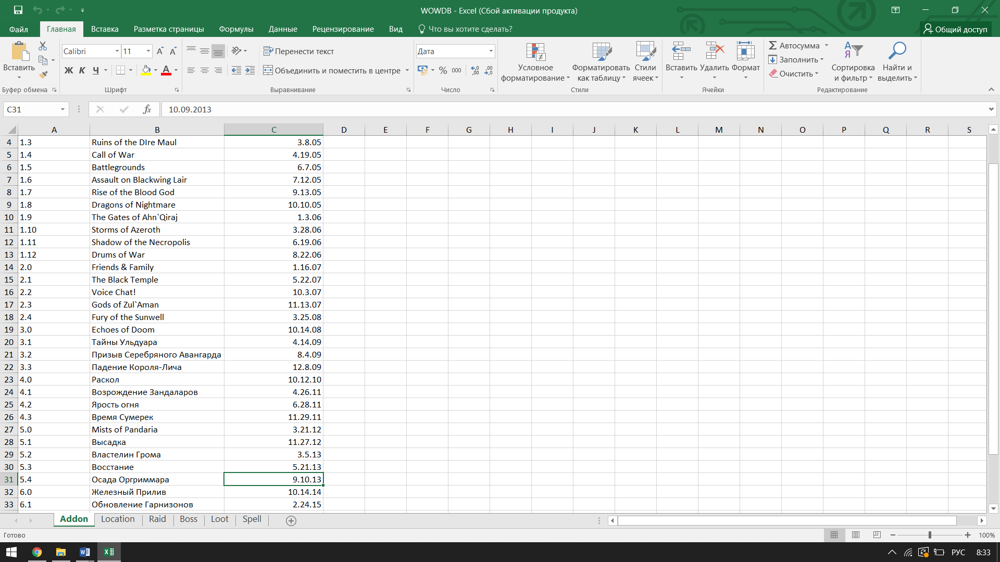 WOWDB - Excel (Сбой активации продукта)
Файл Главная Вставка Разметка страницы Формулы Данные Рецензирование Вид Что вы хотите сделать? Общий доступ
Вставить
Буфер обмена
Calibri 11
Ж К Ч А
Шрифт
Перенести текст
Объединить и поместить в центре
Выравнивание
Дата
% 000
Число
Условное форматирование
Форматировать как таблицу
Стили ячеек
Стили
Вставить Удалить Формат
Ячейки
Автосумма
Заполнить
Очистить
Сортировка и фильтр
Найти и выделить
Редактирование
C31 fx 10.09.2013
A B C D E F G H I J K L M N O P Q R S
4 1.3 Ruins of the DIre Maul 3.8.05
5 1.4 Call of War 4.19.05
6 1.5 Battlegrounds 6.7.05
7 1.6 Assault on Blackwing Lair 7.12.05
8 1.7 Rise of the Blood God 9.13.05
9 1.8 Dragons of Nightmare 10.10.05
10 1.9 The Gates of Ahn`Qiraj 1.3.06
11 1.10 Storms of Azeroth 3.28.06
12 1.11 Shadow of the Necropolis 6.19.06
13 1.12 Drums of War 8.22.06
14 2.0 Friends & Family 1.16.07
15 2.1 The Black Temple 5.22.07
16 2.2 Voice Chat! 10.3.07
17 2.3 Gods of Zul`Aman 11.13.07
18 2.4 Fury of the Sunwell 3.25.08
19 3.0 Echoes of Doom 10.14.08
20 3.1 Тайны Ульдуара 4.14.09
21 3.2 Призыв Серебряного Авангарда 8.4.09
22 3.3 Падение Короля-Лича 12.8.09
23 4.0 Раскол 10.12.10
24 4.1 Возрождение Зандаларов 4.26.11
25 4.2 Ярость огня 6.28.11
26 4.3 Время Сумерек 11.29.11
27 5.0 Mists of Pandaria 3.21.12
28 5.1 Высадка 11.27.12
29 5.2 Властелин Грома 3.5.13
30 5.3 Восстание 5.21.13
31 5.4 Осада Оргриммара 9.10.13
32 6.0 Железный Прилив 10.14.14
33 6.1 Обновление Гарнизонов 2.24.15
Addon Location Raid Boss Loot Spell
Готово 100%
РУС 8:33